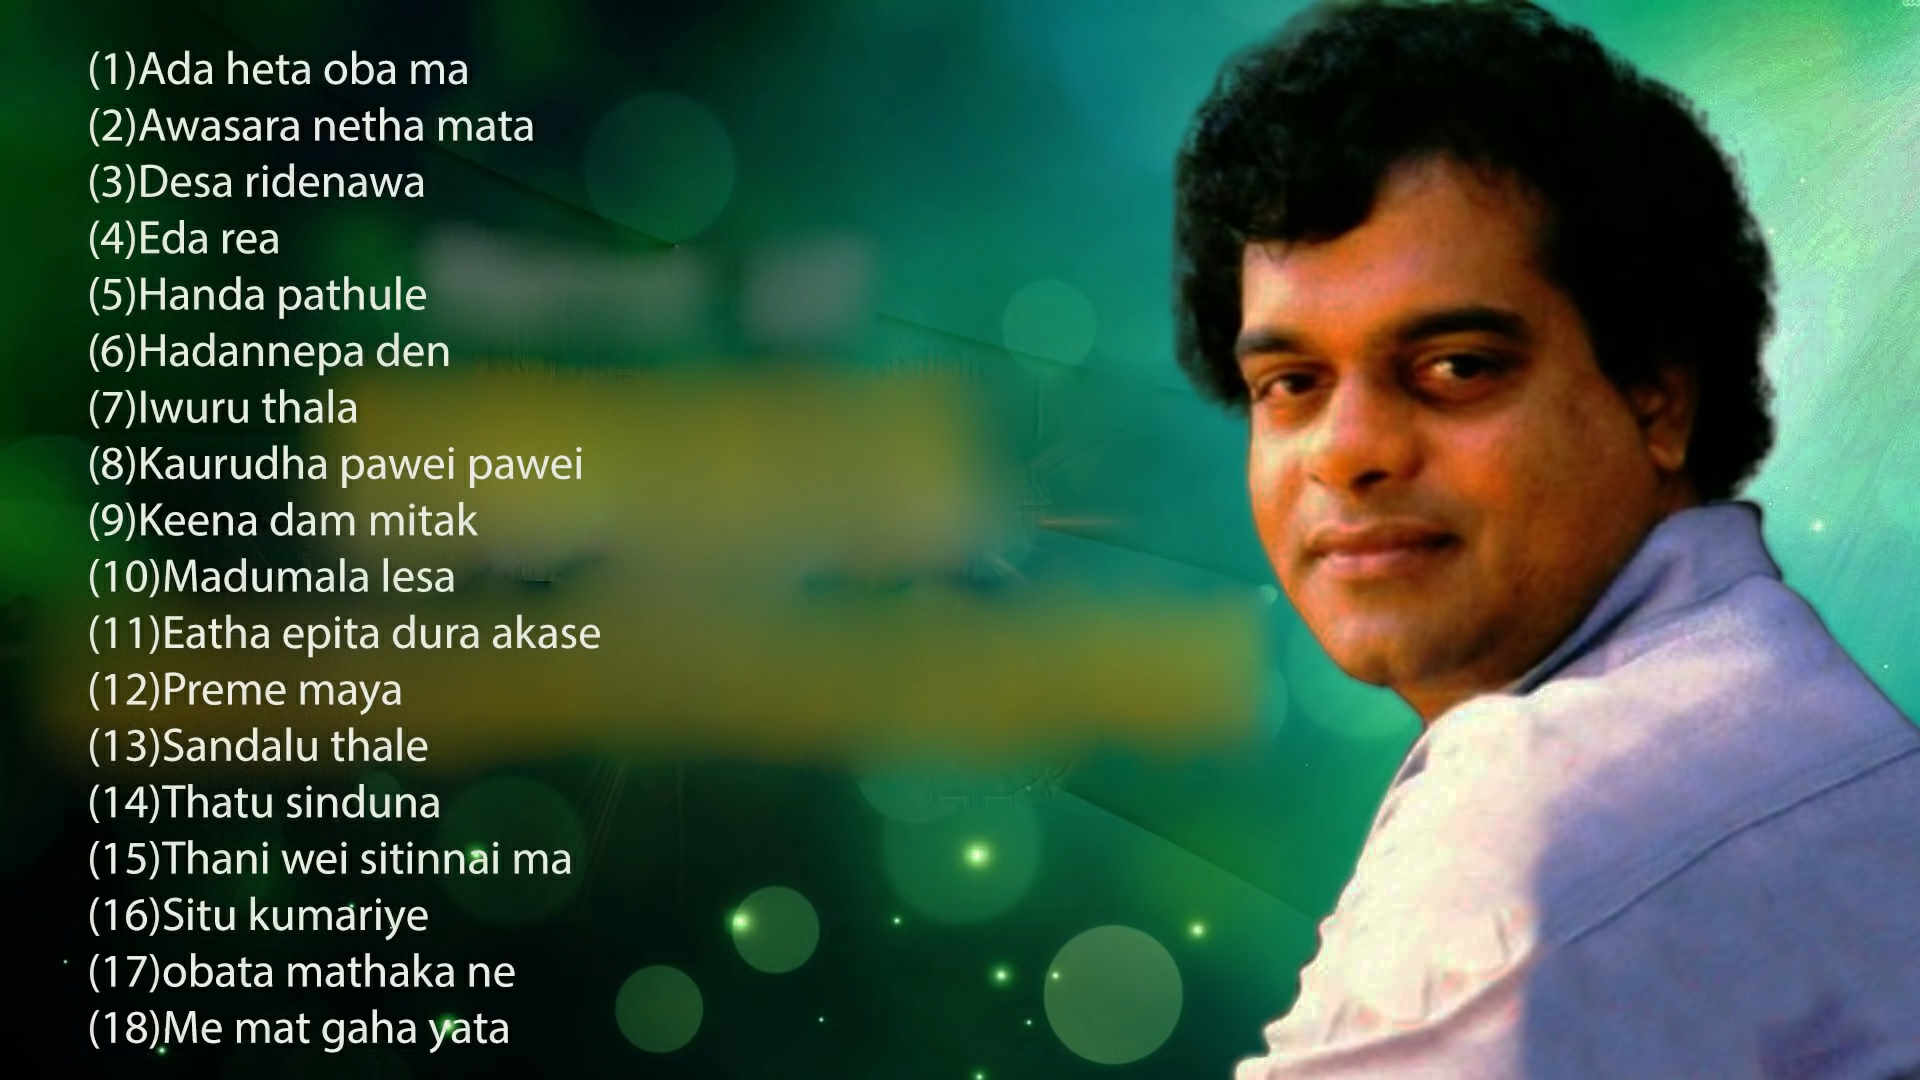 (1)Ada heta oba ma
(2)Awasara netha mata
(3)Desa ridenawa
(4)Eda rea
(5)Handa pathule
(6)Hadannepa den
(7)Iwuru thala
(8)Kaurudha pawei pawei
(9)Keena dam mitak
(10)Madumala lesa
(11)Eatha epita dura akase
(12)Preme maya
(13)Sandalu thale
(14)Thatu sinduna
(15)Thani wei sitinnai ma
(16)Situ kumariye
(17)obata mathaka ne
(18)Me mat gaha yata